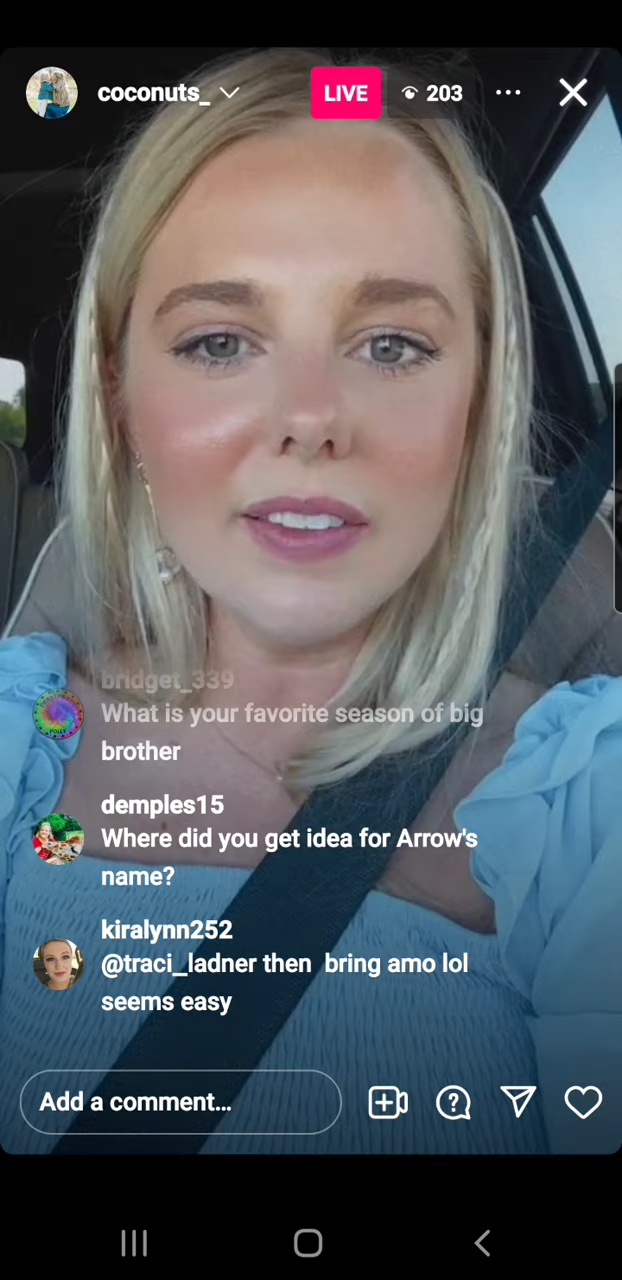 coconuts_
LIVE
203
bridget_339
What is your favorite season of big
brother
demples15
Where did you get idea for Arrow's
name?
kiralynn252
@traci_ladner then bring amo lol
seems easy
Add a comment...